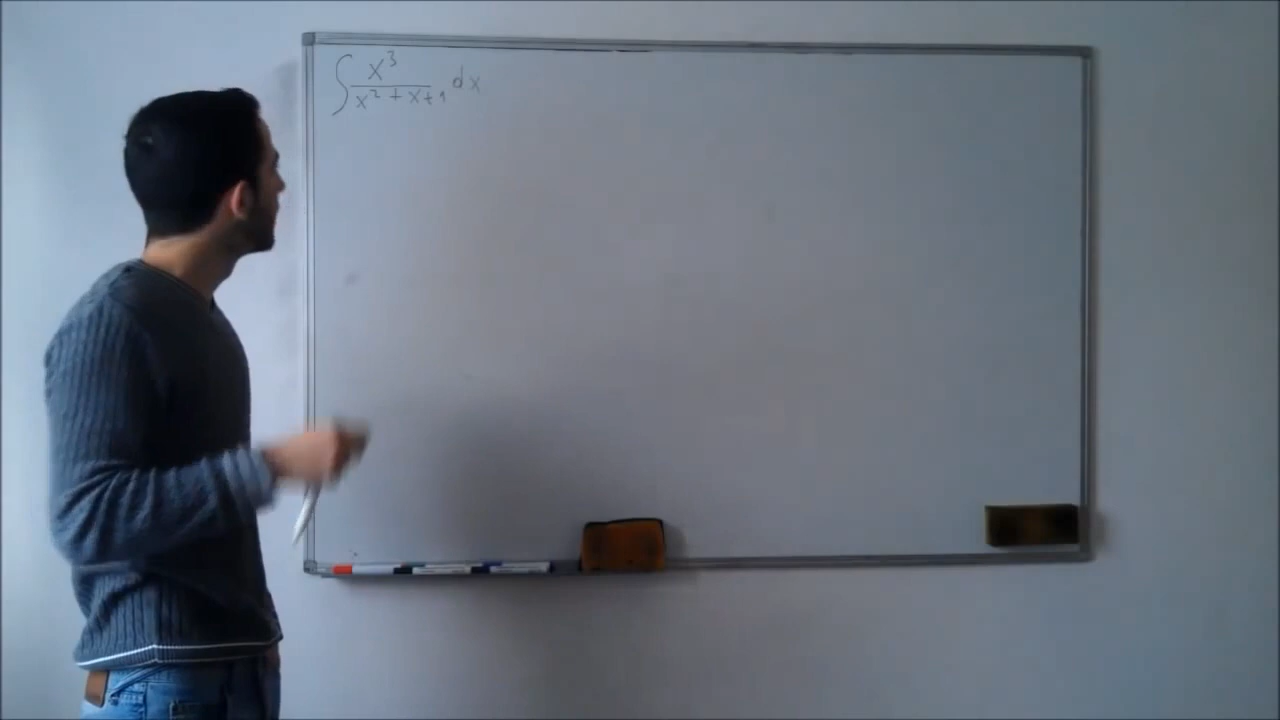 ∫ x³/(x² + x + 1) dx